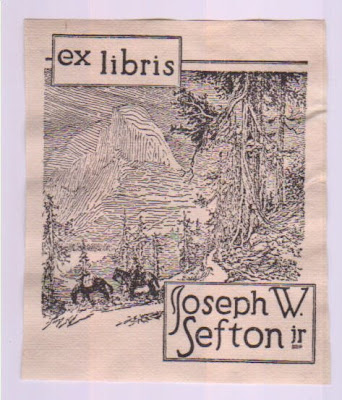 ex libris
Joseph W.
Sefton jr